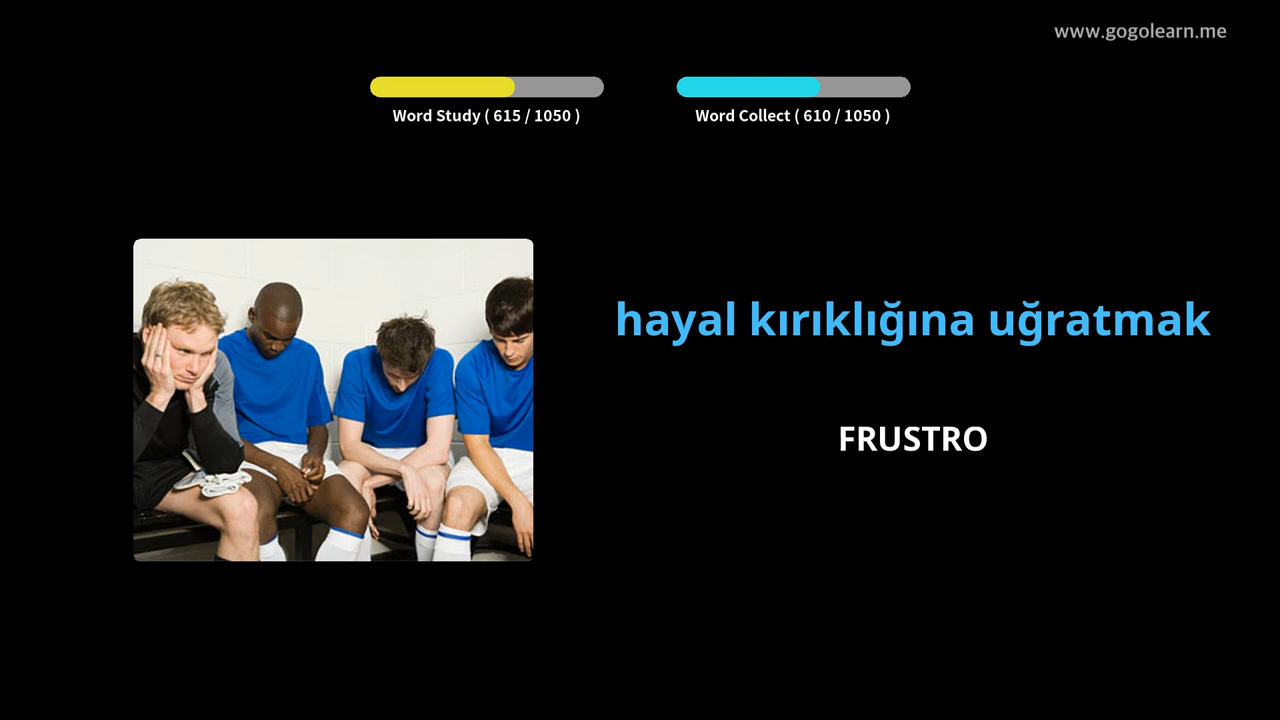 www.gogolearn.me
Word Study ( 615 / 1050 )
Word Collect ( 610 / 1050 )
hayal kırıklığına uğratmak
FRUSTRO